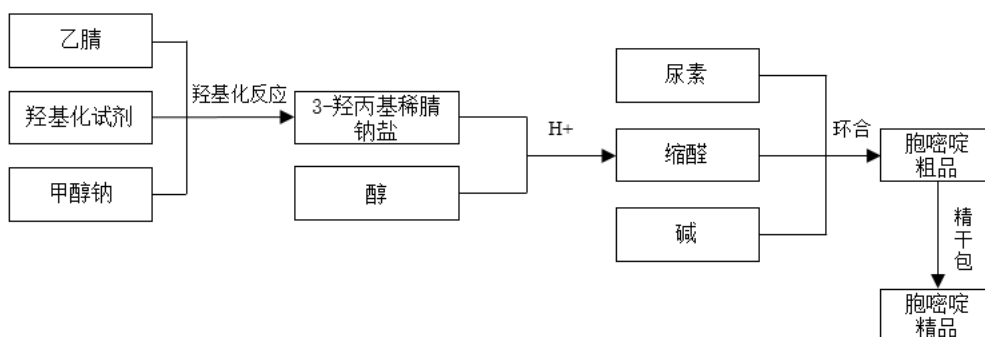 乙腈
羟基化试剂
甲醇钠
羟基化反应
3-羟丙基稀腈
钠盐
醇
H+
尿素
缩醛
碱
环合
胞嘧啶
粗品
精干包
胞嘧啶
精品